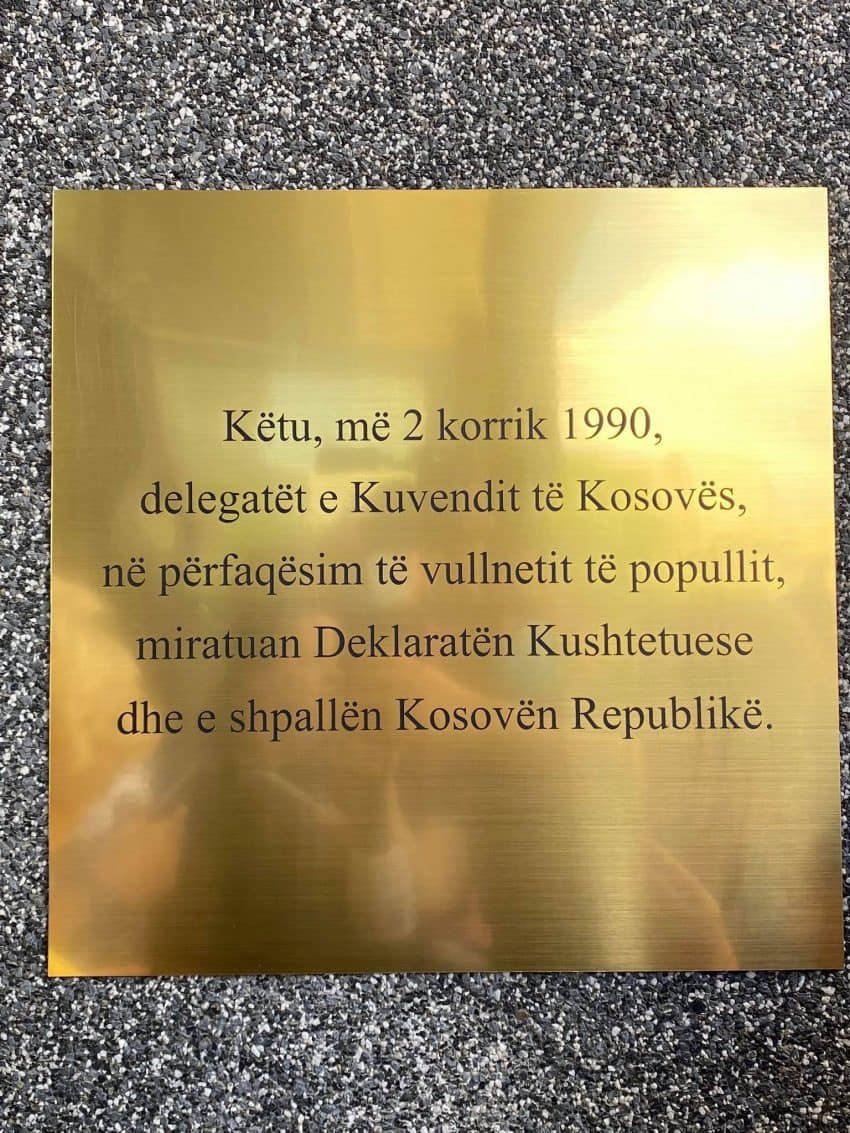 Këtu, më 2 korrik 1990,
delegatët e Kuvendit të Kosovës,
në përfaqësim të vullnetit të popullit,
miratuan Deklaratën Kushtetuese
dhe e shpallën Kosovën Republikë.